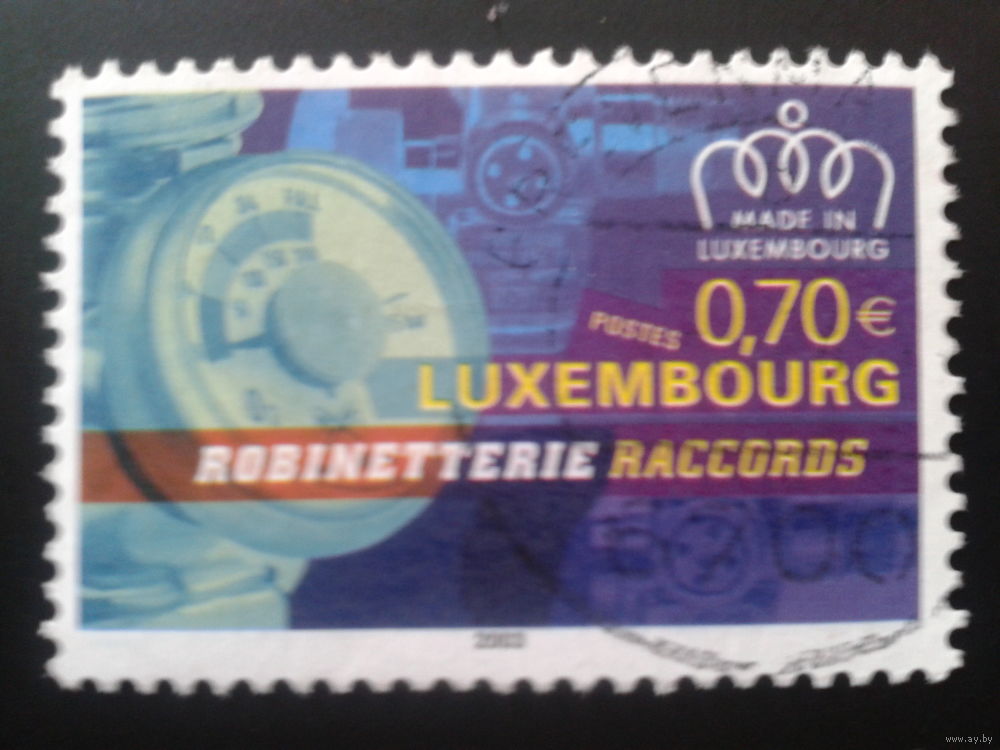 MADE IN
LUXEMBOURG
0,70€
POSTES
LUXEMBOURG
ROBINETTERIE RACCORDS
2003
www.ay.by